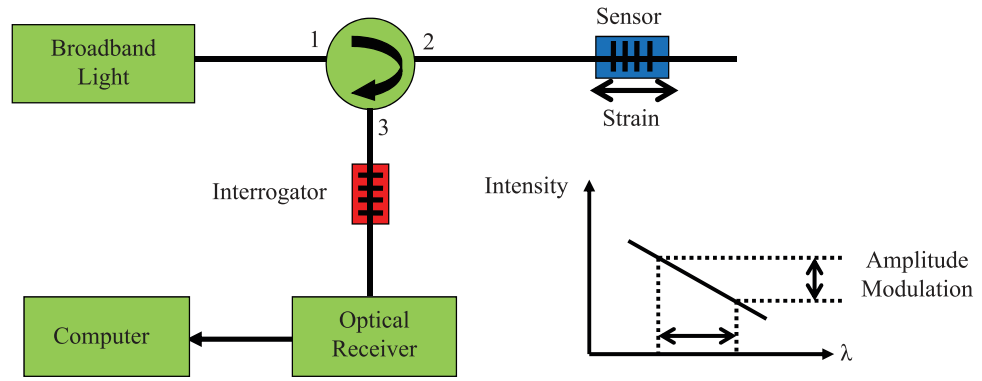 Broadband
Light
1
2
3
Sensor
Strain
Interrogator
Optical
Receiver
Computer
Intensity
Amplitude
Modulation
λ